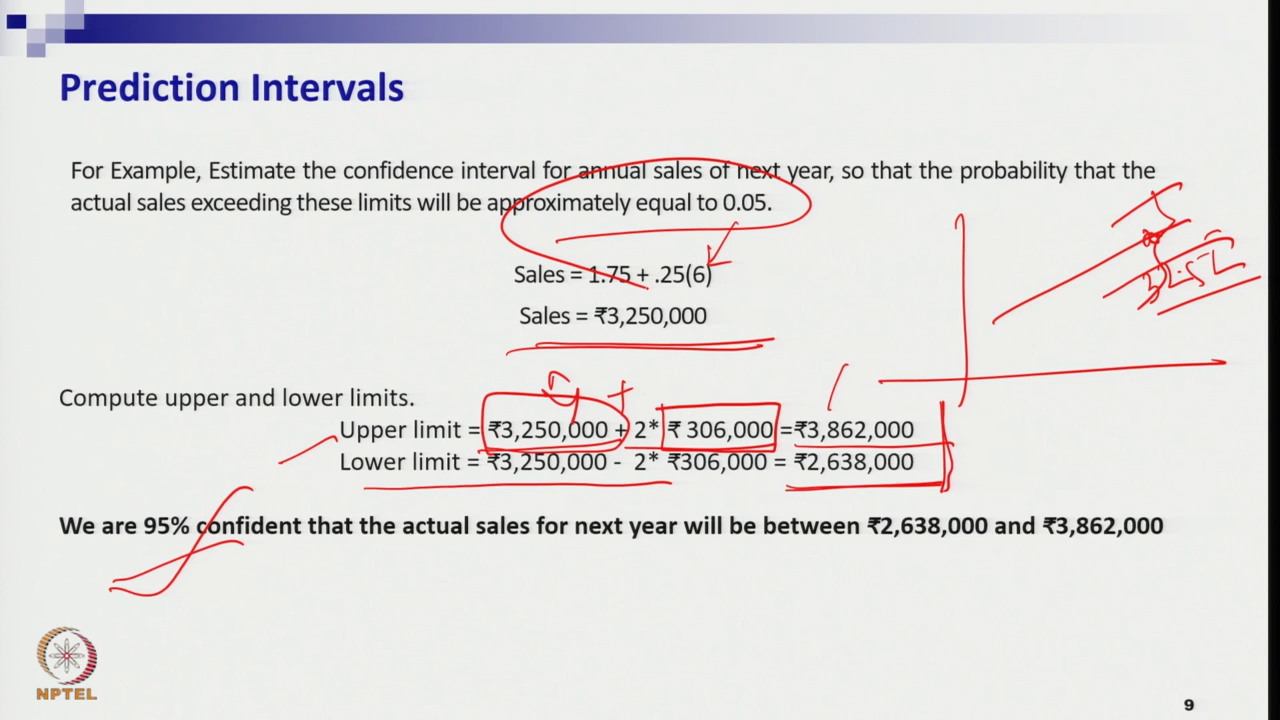 Prediction Intervals
For Example, Estimate the confidence interval for annual sales of next year, so that the probability that the
actual sales exceeding these limits will be approximately equal to 0.05.
Sales = 1.75 + .25(6)
Sales = ₹3,250,000
Compute upper and lower limits.
Upper limit = ₹3,250,000 + 2* ₹ 306,000 =₹3,862,000
Lower limit = ₹3,250,000 - 2* ₹306,000 = ₹2,638,000
We are 95% confident that the actual sales for next year will be between ₹2,638,000 and ₹3,862,000
NPTEL
9